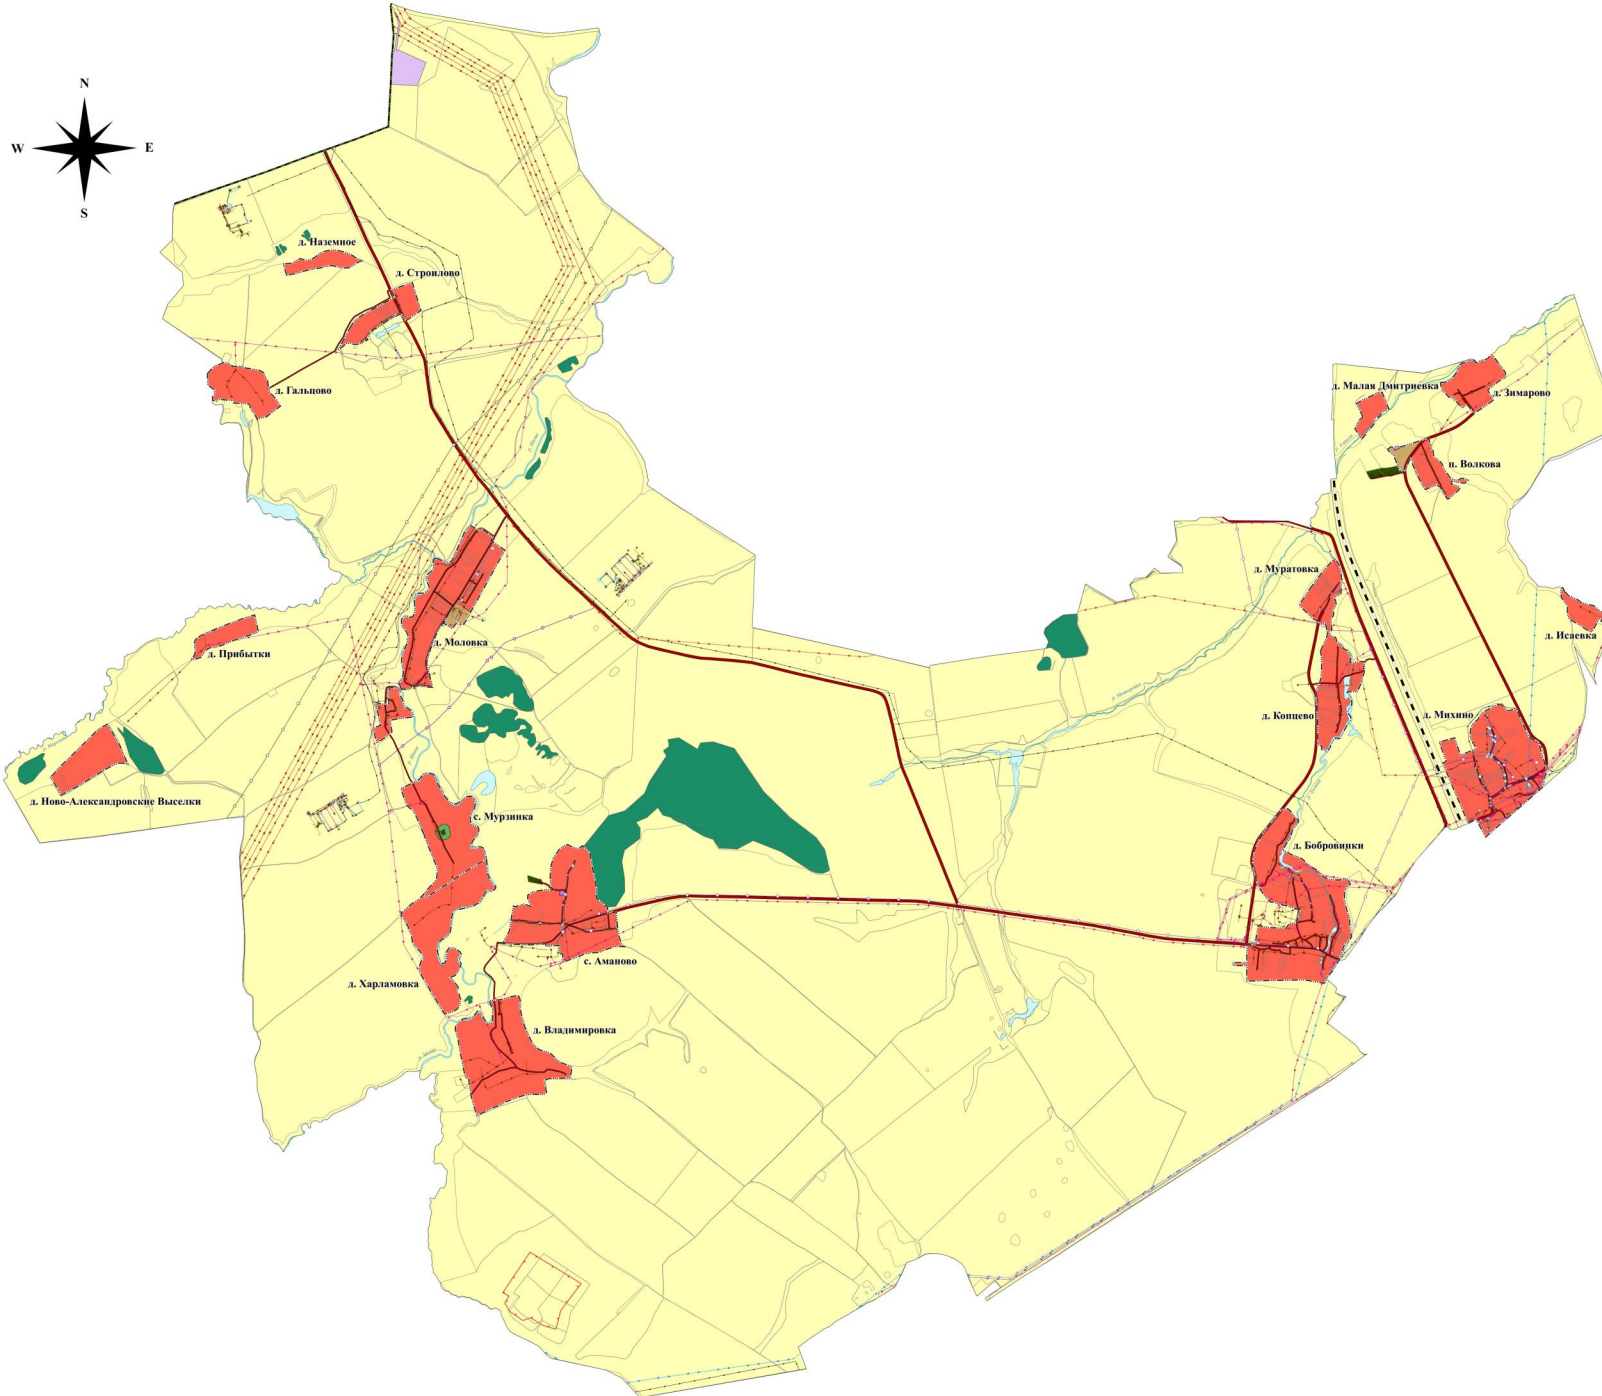 N
W
E
S
д. Наземное
д. Строилово
д. Гальцово
д. Малая Дмитриевка
д. Зимарово
п. Волкова
д. Муратовка
д. Исаевка
д. Моловка
д. Прибытки
д. Копцево
д. Михино
д. Ново-Александровские Выселки
с. Мурзинка
д. Бобровинки
с. Аманово
д. Харламовка
д. Владимировка